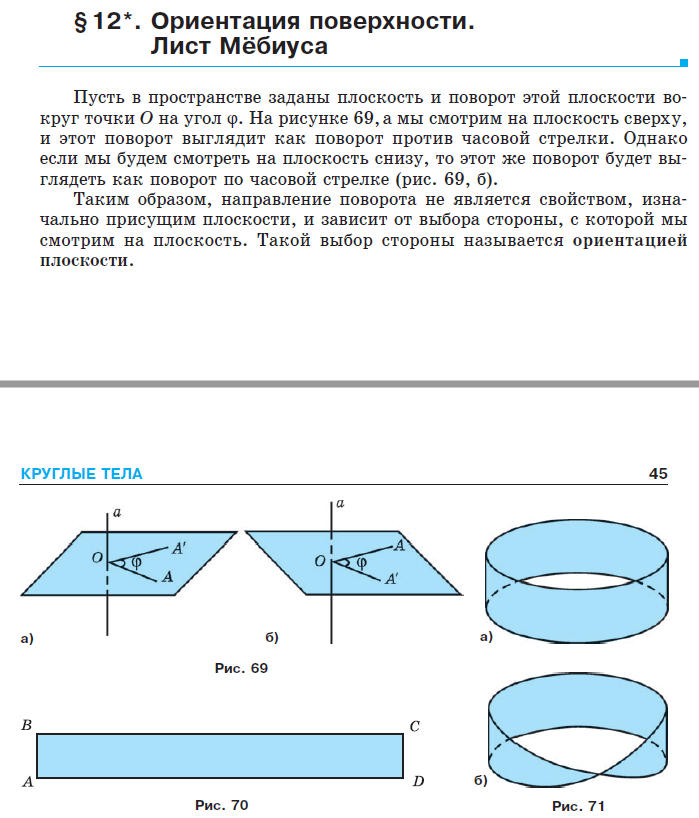 § 12*. Ориентация поверхности.
Лист Мёбиуса
Пусть в пространстве заданы плоскость и поворот этой плоскости во-
круг точки O на угол φ. На рисунке 69, а мы смотрим на плоскость сверху,
и этот поворот выглядит как поворот против часовой стрелки. Однако
если мы будем смотреть на плоскость снизу, то этот же поворот будет вы-
глядеть как поворот по часовой стрелке (рис. 69, б).
Таким образом, направление поворота не является свойством, изна-
чально присущим плоскости, и зависит от выбора стороны, с которой мы
смотрим на плоскость. Такой выбор стороны называется ориентацией
плоскости.
КРУГЛЫЕ ТЕЛА 45
a
O
A'
φ
A
а)
a
O
A
φ
A'
б)
Рис. 69
а)
B C
A D
Рис. 70
б)
Рис. 71